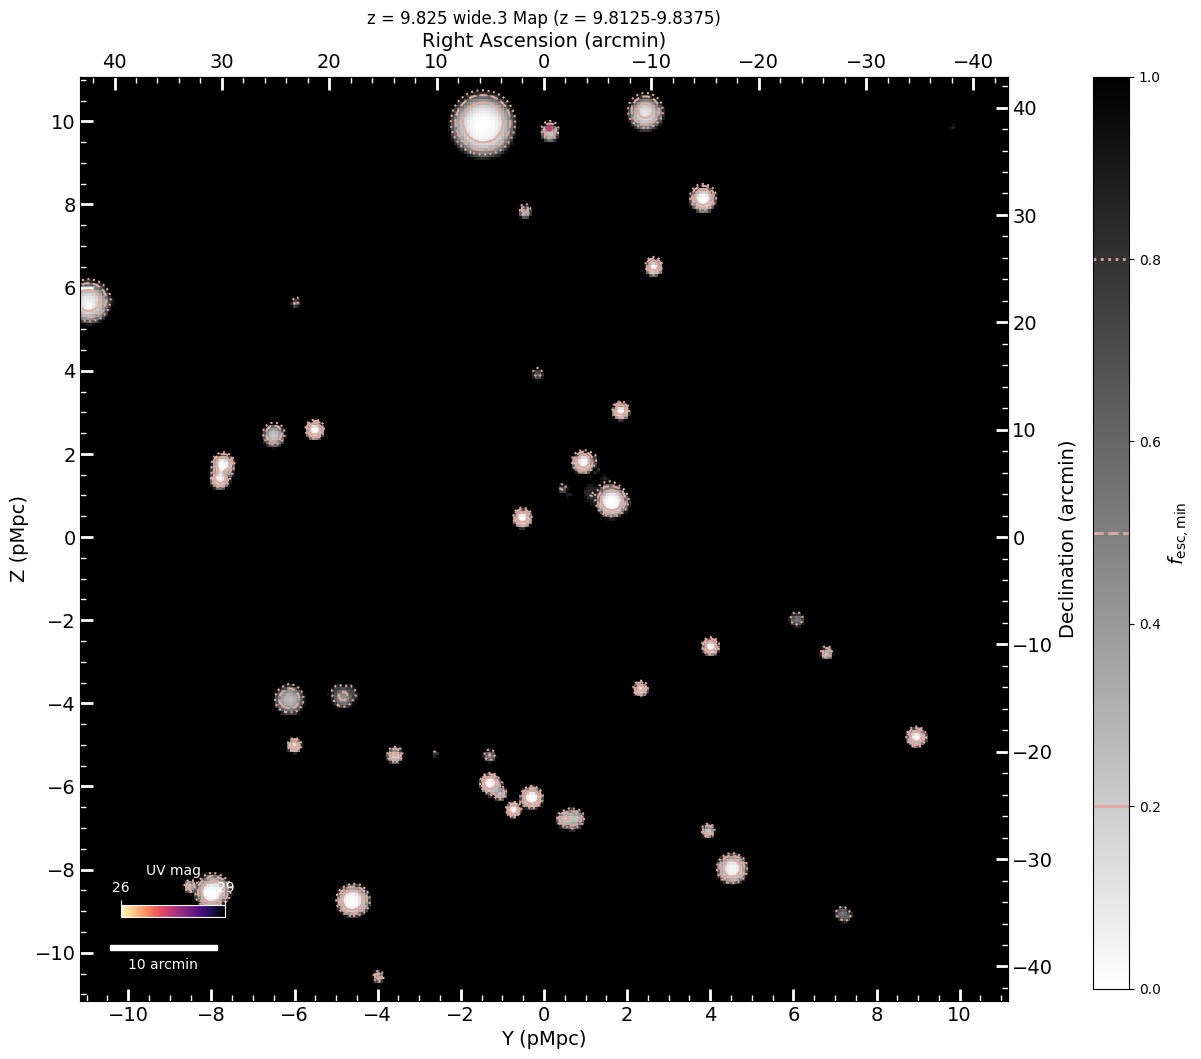 z = 9.825 wide.3 Map (z = 9.8125-9.8375)
Right Ascension (arcmin)
40 30 20 10 0 −10 −20 −30 −40
10 8 6 4 2 0 −2 −4 −6 −8 −10
Z (pMpc)
40 30 20 10 0 −10 −20 −30 −40
Declination (arcmin)
1.0 0.8 0.6 0.4 0.2 0.0
f_esc,min
UV mag
26 29
10 arcmin
−10 −8 −6 −4 −2 0 2 4 6 8 10
Y (pMpc)